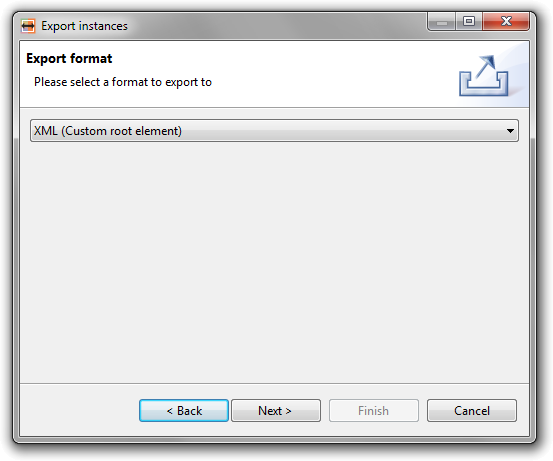 Export instances
Export format
Please select a format to export to
XML (Custom root element)
< Back
Next >
Finish
Cancel